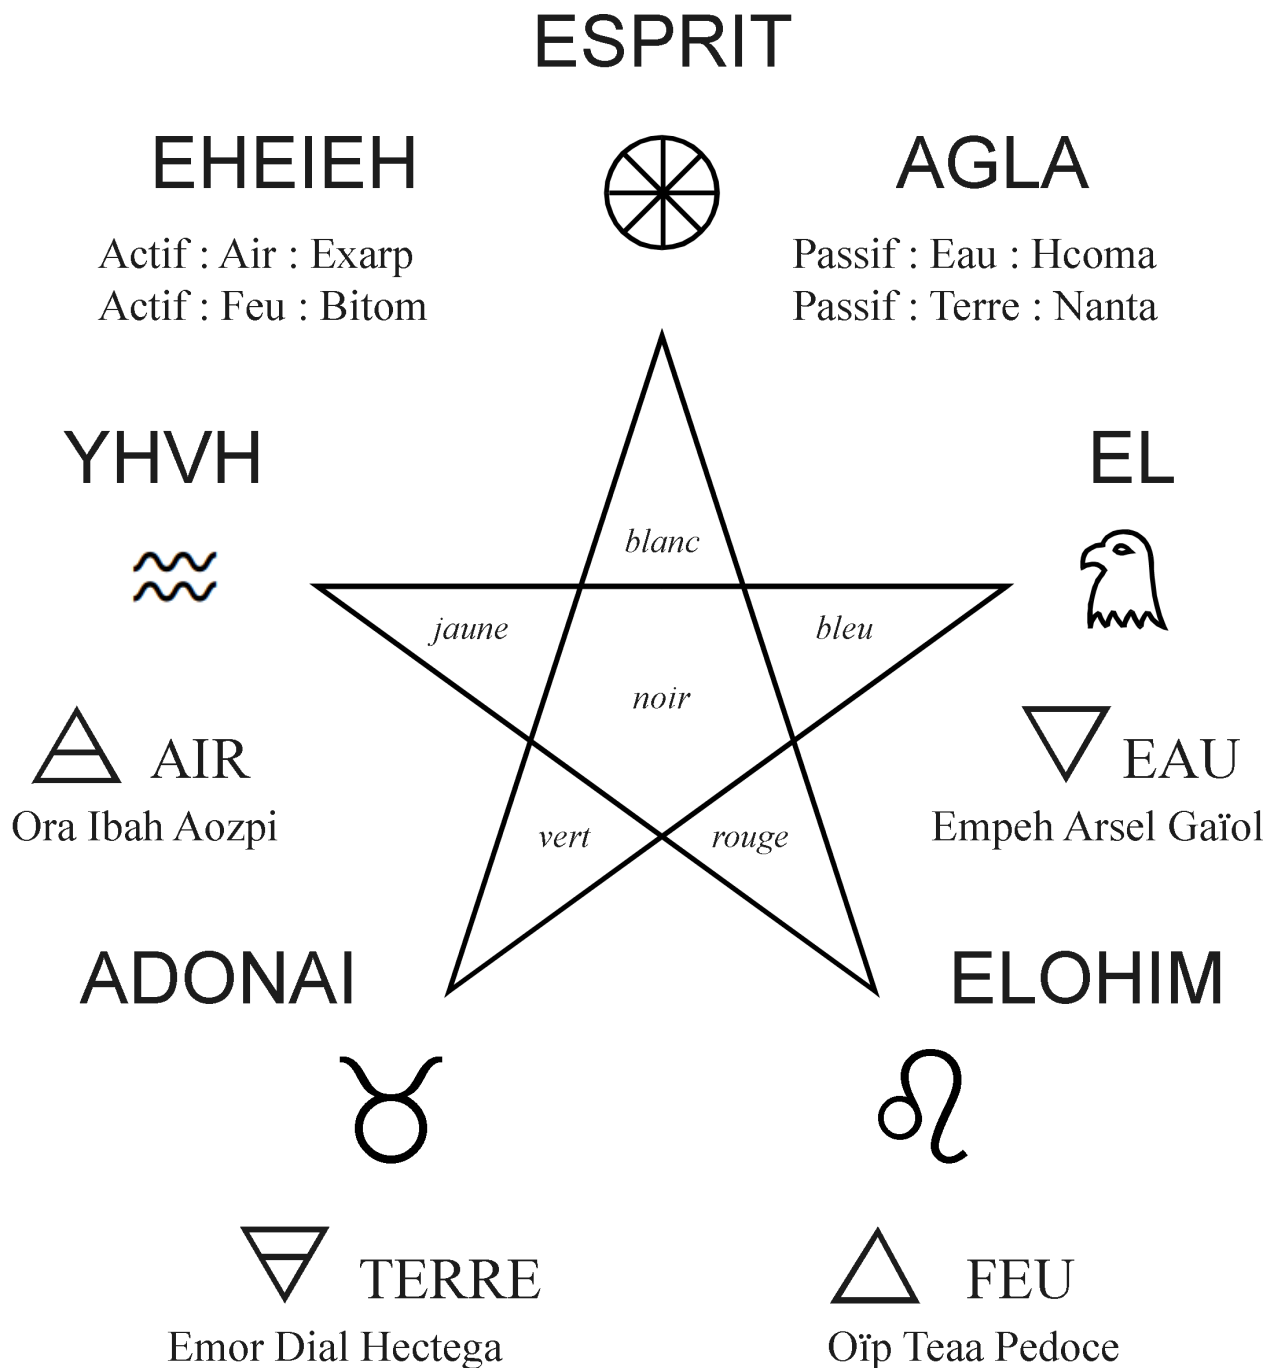 ESPRIT
EHEIEH
AGLA
Actif : Air : Exarp
Actif : Feu : Bitom
Passif : Eau : Hcoma
Passif : Terre : Nanta
YHVH
EL
blanc
jaune
bleu
noir
AIR
Ora Ibah Aozpi
EAU
Empeh Arsel Gaïol
vert
rouge
ADONAI
ELOHIM
TERRE
Emor Dial Hectega
FEU
Oïp Teaa Pedoce